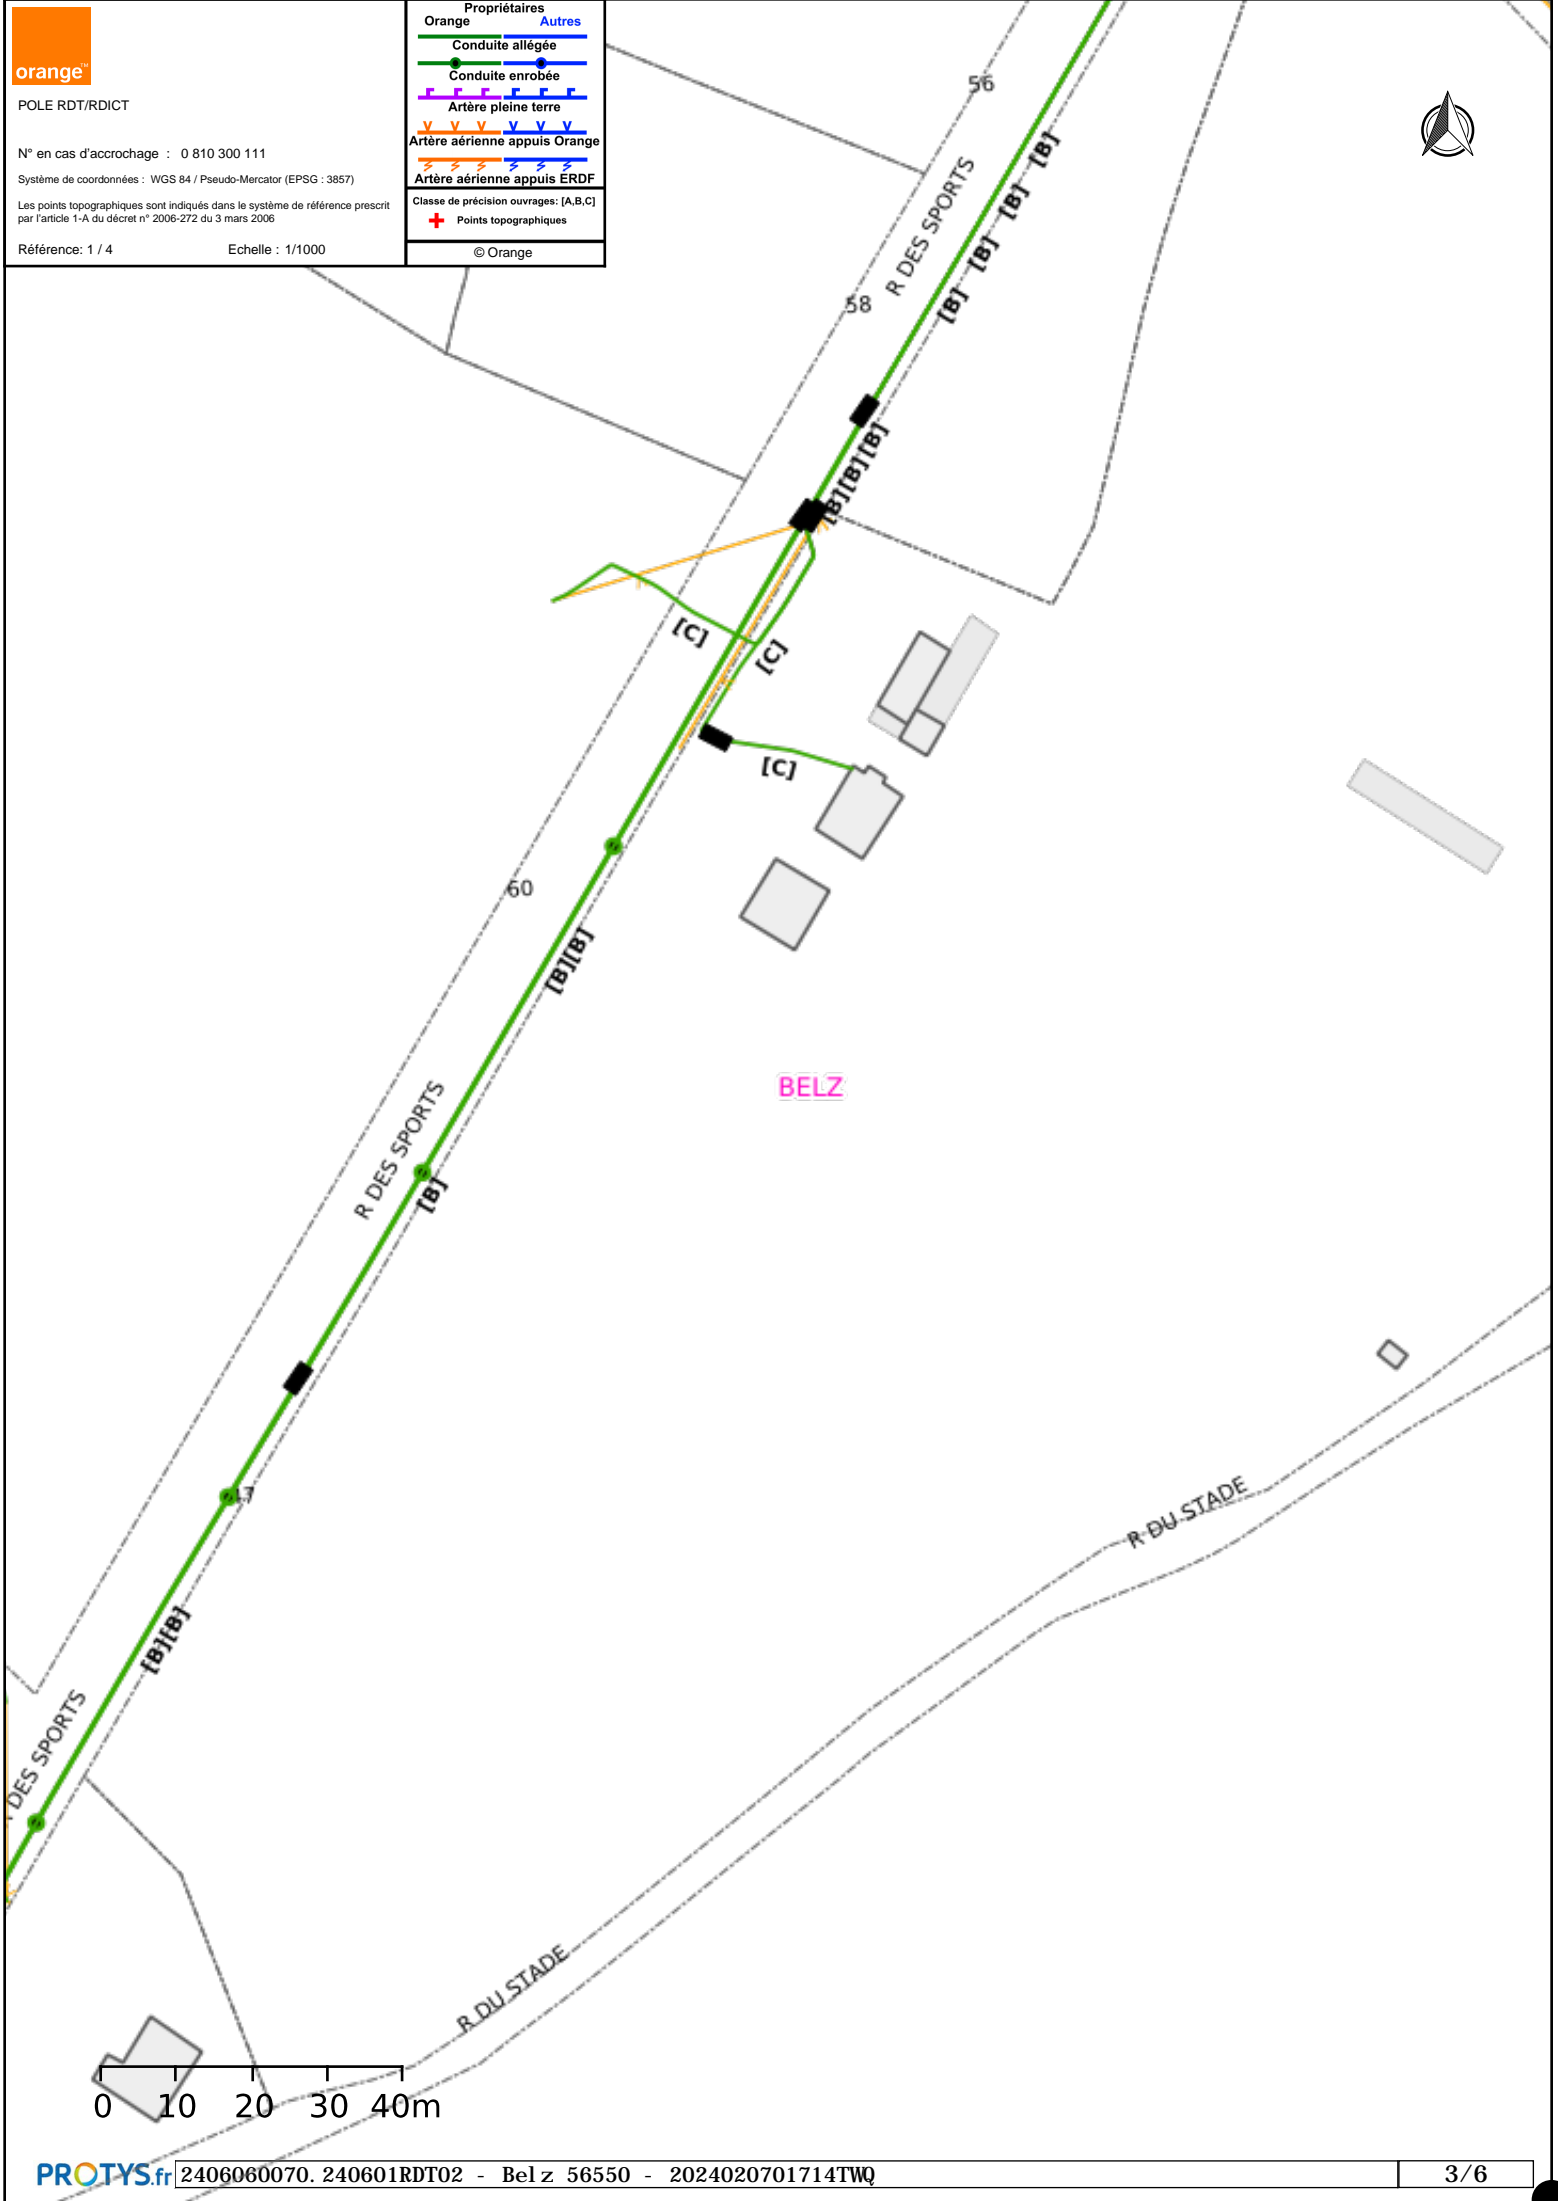 orange™
POLE RDT/RDICT
N° en cas d'accrochage : 0 810 300 111
Système de coordonnées : WGS 84 / Pseudo-Mercator (EPSG : 3857)
Les points topographiques sont indiqués dans le système de référence prescrit
par l'article 1-A du décret n° 2006-272 du 3 mars 2006
Référence: 1 / 4 Echelle : 1/1000
Propriétaires
Orange Autres
Conduite allégée
Conduite enrobée
Artère pleine terre
Artère aérienne appuis Orange
Artère aérienne appuis ERDF
Classe de précision ouvrages: [A,B,C]
Points topographiques
© Orange
56
[B]
[B]
[B]
[B]
R DES SPORTS
58
[B][B][B]
[C]
[C]
[C]
60
[B][B]
BELZ
R DES SPORTS
[B]
17
R DU STADE
[B][B]
DES SPORTS
R DU STADE
0 10 20 30 40m
PROTYS.fr
2406060070.240601RDT02 - Belz 56550 - 2024020701714TWQ
3/6